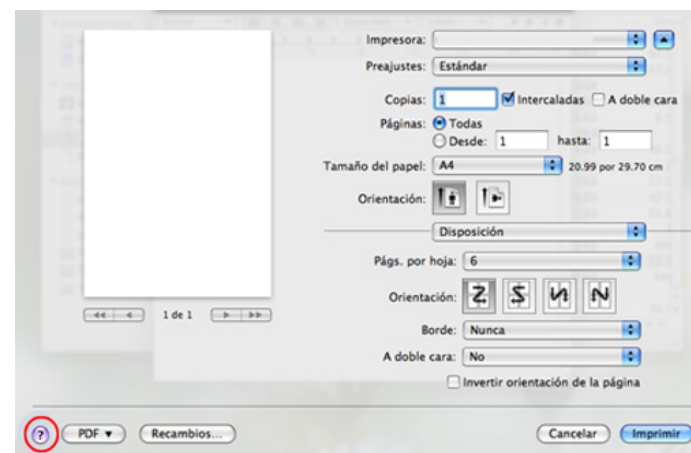 Impresora:
Preajustes: Estándar
Copias: 1 Intercaladas A doble cara
Páginas: Todas
Desde: 1 hasta: 1
Tamaño del papel: A4 20.99 por 29.70 cm
Orientación:
Disposición
Págs. por hoja: 6
Orientación:
1 de 1
Borde: Nunca
A doble cara: No
Invertir orientación de la página
? PDF Recambios... Cancelar Imprimir